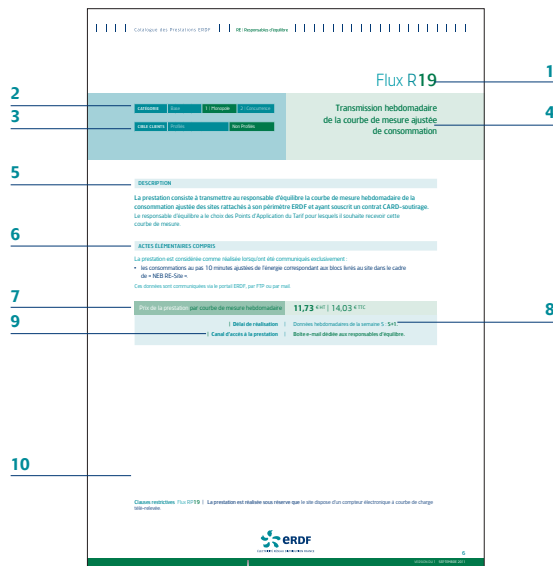 Catalogue des Prestations ERDF | RE : Responsables d'équilibre
Flux R19
1
2
CATÉGORIE Base 1 | Monopole 2 | Concurrence
3
CIBLE CLIENTS Profilés Non Profilés
Transmission hebdomadaire
de la courbe de mesure ajustée
de consommation
4
5
DESCRIPTION
La prestation consiste à transmettre au responsable d'équilibre la courbe de mesure hebdomadaire de la
consommation ajustée des sites rattachés à son périmètre ERDF et ayant souscrit un contrat CARD-soutirage.
Le responsable d'équilibre a le choix des Points d'Application du Tarif pour lesquels il souhaite recevoir cette
courbe de mesure.
6
ACTES ÉLÉMENTAIRES COMPRIS
La prestation est considérée comme réalisée lorsqu'ont été communiqués exclusivement :
• les consommations au pas 10 minutes ajustées de l'énergie correspondant aux blocs livrés au site dans le cadre
de « NEB RE-Site »
Ces données sont communiquées via le portail ERDF, par FTP ou par mail.
7
Prix de la prestation par courbe de mesure hebdomadaire 11,73 € HT | 14,03 € TTC
8
| Délai de réalisation | Données hebdomadaires de la semaine S : S+1.
9
| Canal d'accès à la prestation | Boîte e-mail dédiée aux responsables d'équilibre.
10
Clauses restrictives Flux RP19 | La prestation est réalisée sous réserve que le site dispose d'un compteur électronique à courbe de charge
télé-relevée.
ERDF
ÉLECTRICITÉ RÉSEAU DISTRIBUTION FRANCE
6
SEPTEMBRE 2011